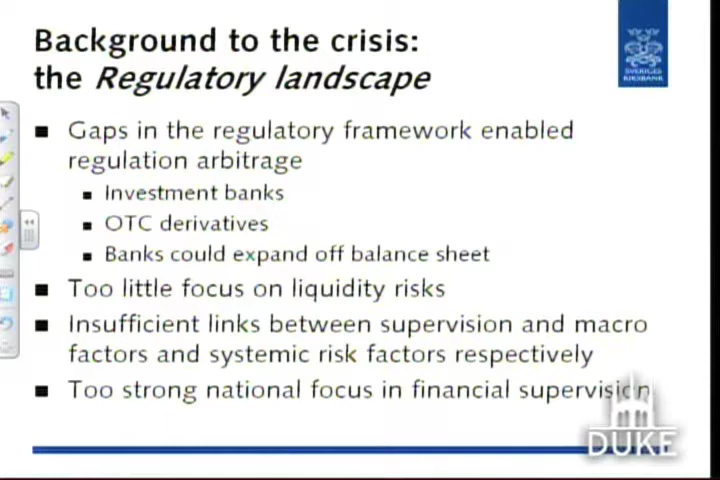 Background to the crisis:
the Regulatory landscape
SVERIGES
RIKSBANK
Gaps in the regulatory framework enabled
regulation arbitrage
Investment banks
OTC derivatives
Banks could expand off balance sheet
Too little focus on liquidity risks
Insufficient links between supervision and macro
factors and systemic risk factors respectively
Too strong national focus in financial supervision
DUKE